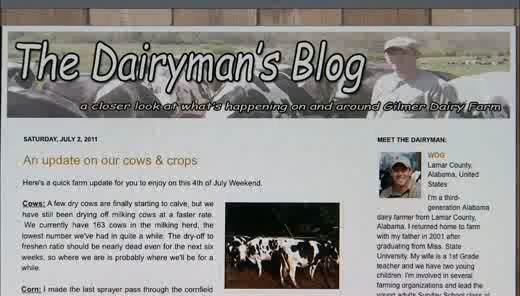 The Dairyman's Blog
a closer look at what's happening on and around Gilmer Dairy Farm
SATURDAY, JULY 2, 2011
An update on our cows & crops
Here's a quick farm update for you to enjoy on this 4th of July Weekend.
Cows: A few dry cows are finally starting to calve, but we
have still been drying off milking cows at a faster rate.
We currently have 163 cows in the milking herd, the
lowest number we've had in quite a while. The dry-off to
freshen ratio should be nearly dead even for the next six
weeks, so where we are is probably where we'll be for a
while.
Corn: I made the last sprayer pass through the cornfield
MEET THE DAIRYMAN:
WDG
Lamar County,
Alabama, United
States
I'm a third-
generation Alabama
dairy farmer from Lamar County,
Alabama. I returned home to farm
with my father in 2001 after
graduating from Miss. State
University. My wife is a 1st Grade
teacher and we have two young
children. I'm involved in several
farming organizations and lead the
young adults Sunday School class at